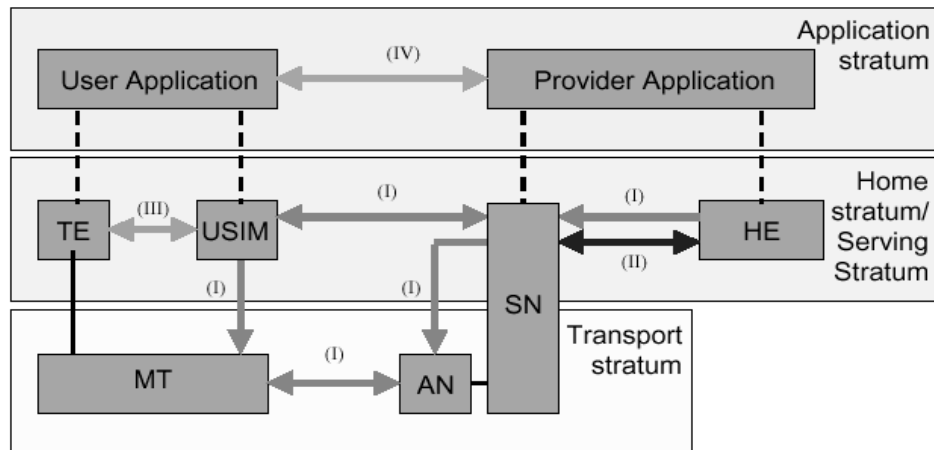 Application
stratum
(IV)
User Application
Provider Application
Home
stratum/
Serving
Stratum
(I)
(I)
(III)
TE
USIM
HE
(II)
(I)
(I)
SN
Transport
stratum
(I)
MT
AN